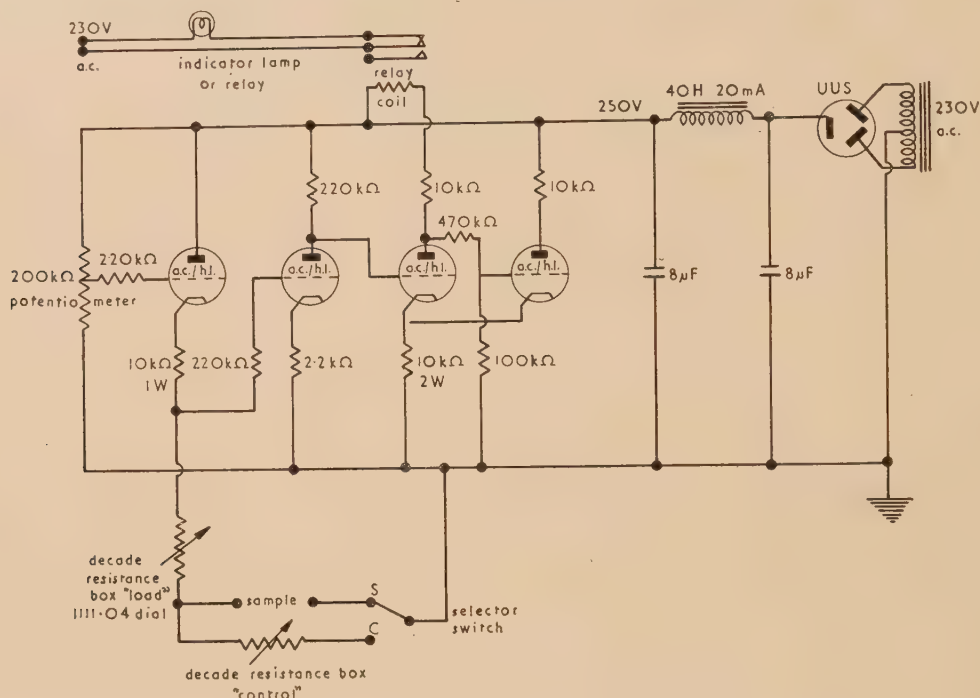 230V
a.c.
indicator lamp
or relay
relay
coil
250V
40H 20mA
UUS
230V
a.c.
220kΩ
10kΩ
470kΩ
10kΩ
200kΩ
potentiometer
220kΩ
a.c./h.l.
a.c./h.l.
a.c./h.l.
a.c./h.l.
8μF
8μF
10kΩ
1W
220kΩ
2·2kΩ
10kΩ
2W
100kΩ
decade
resistance
box "load"
1111·04 dial
sample
S
C
selector
switch
decade resistance box
"control"